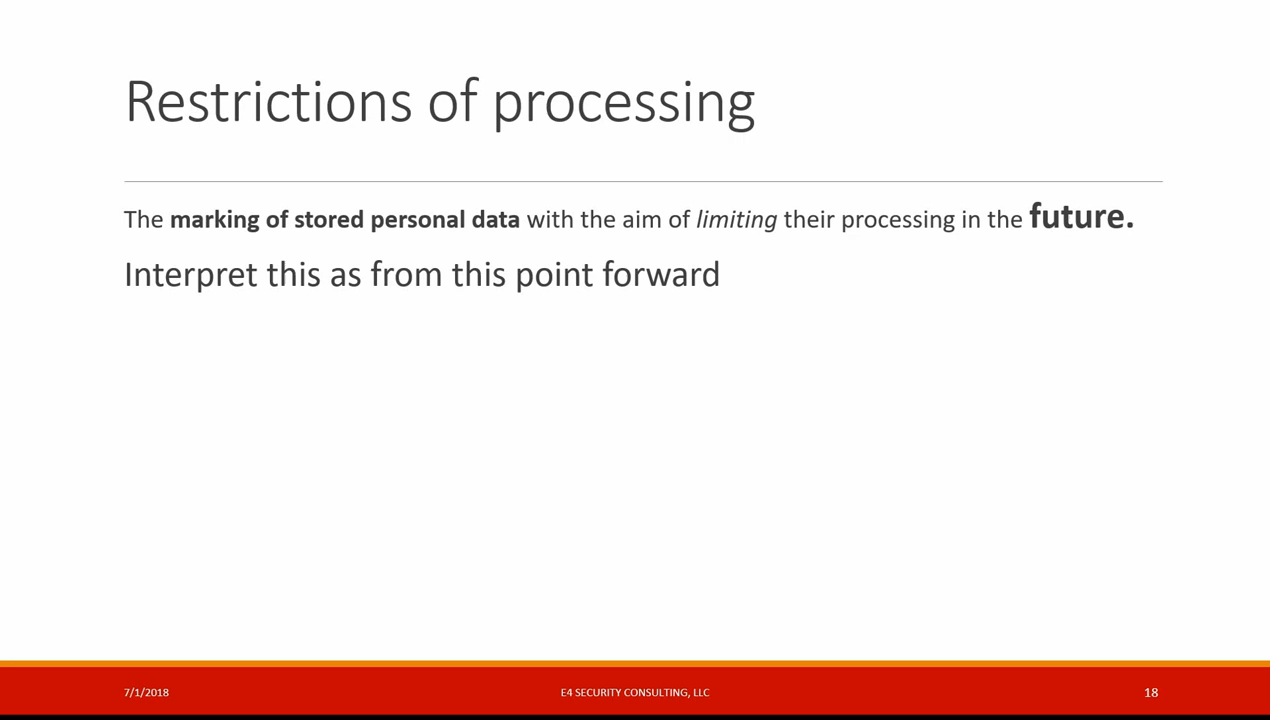 Restrictions of processing
The marking of stored personal data with the aim of limiting their processing in the future.
Interpret this as from this point forward
7/1/2018
E4 SECURITY CONSULTING, LLC
18